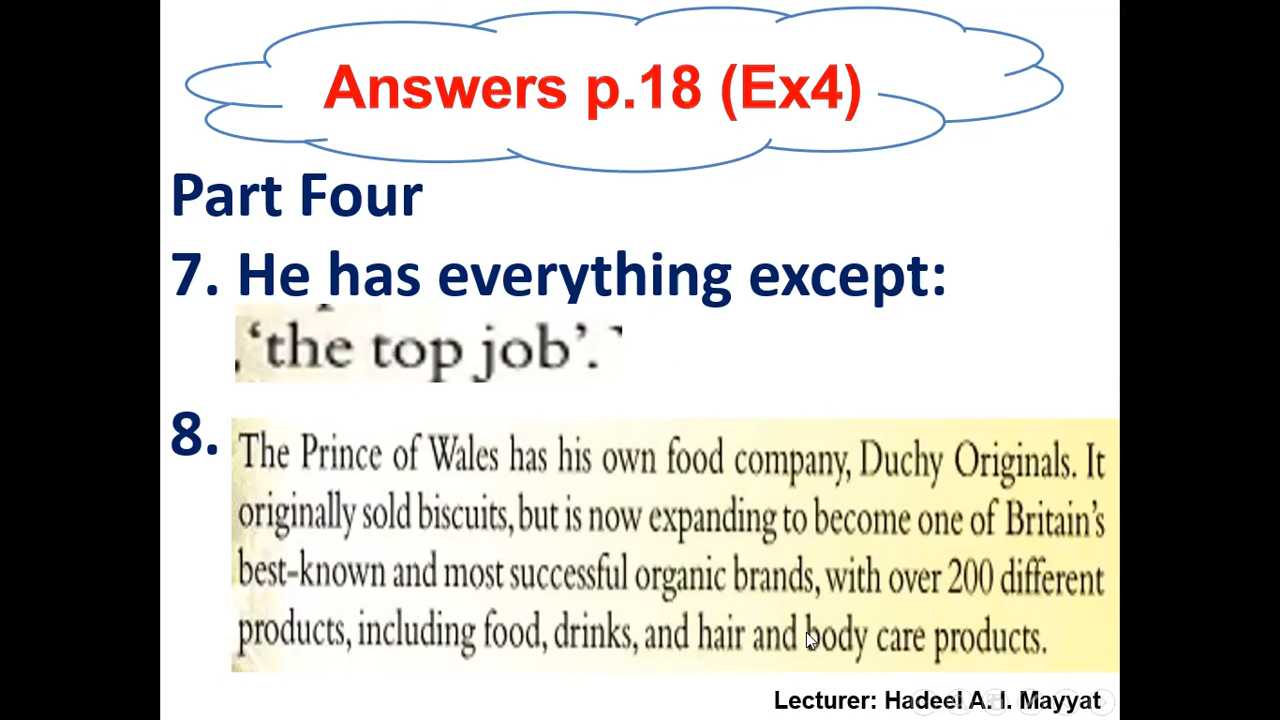 Answers p.18 (Ex4)
Part Four
7. He has everything except:
. ‘the top job’.
8. The Prince of Wales has his own food company, Duchy Originals. It
originally sold biscuits, but is now expanding to become one of Britain’s
best-known and most successful organic brands, with over 200 different
products, including food, drinks, and hair and body care products.
Lecturer: Hadeel A. I. Mayyat